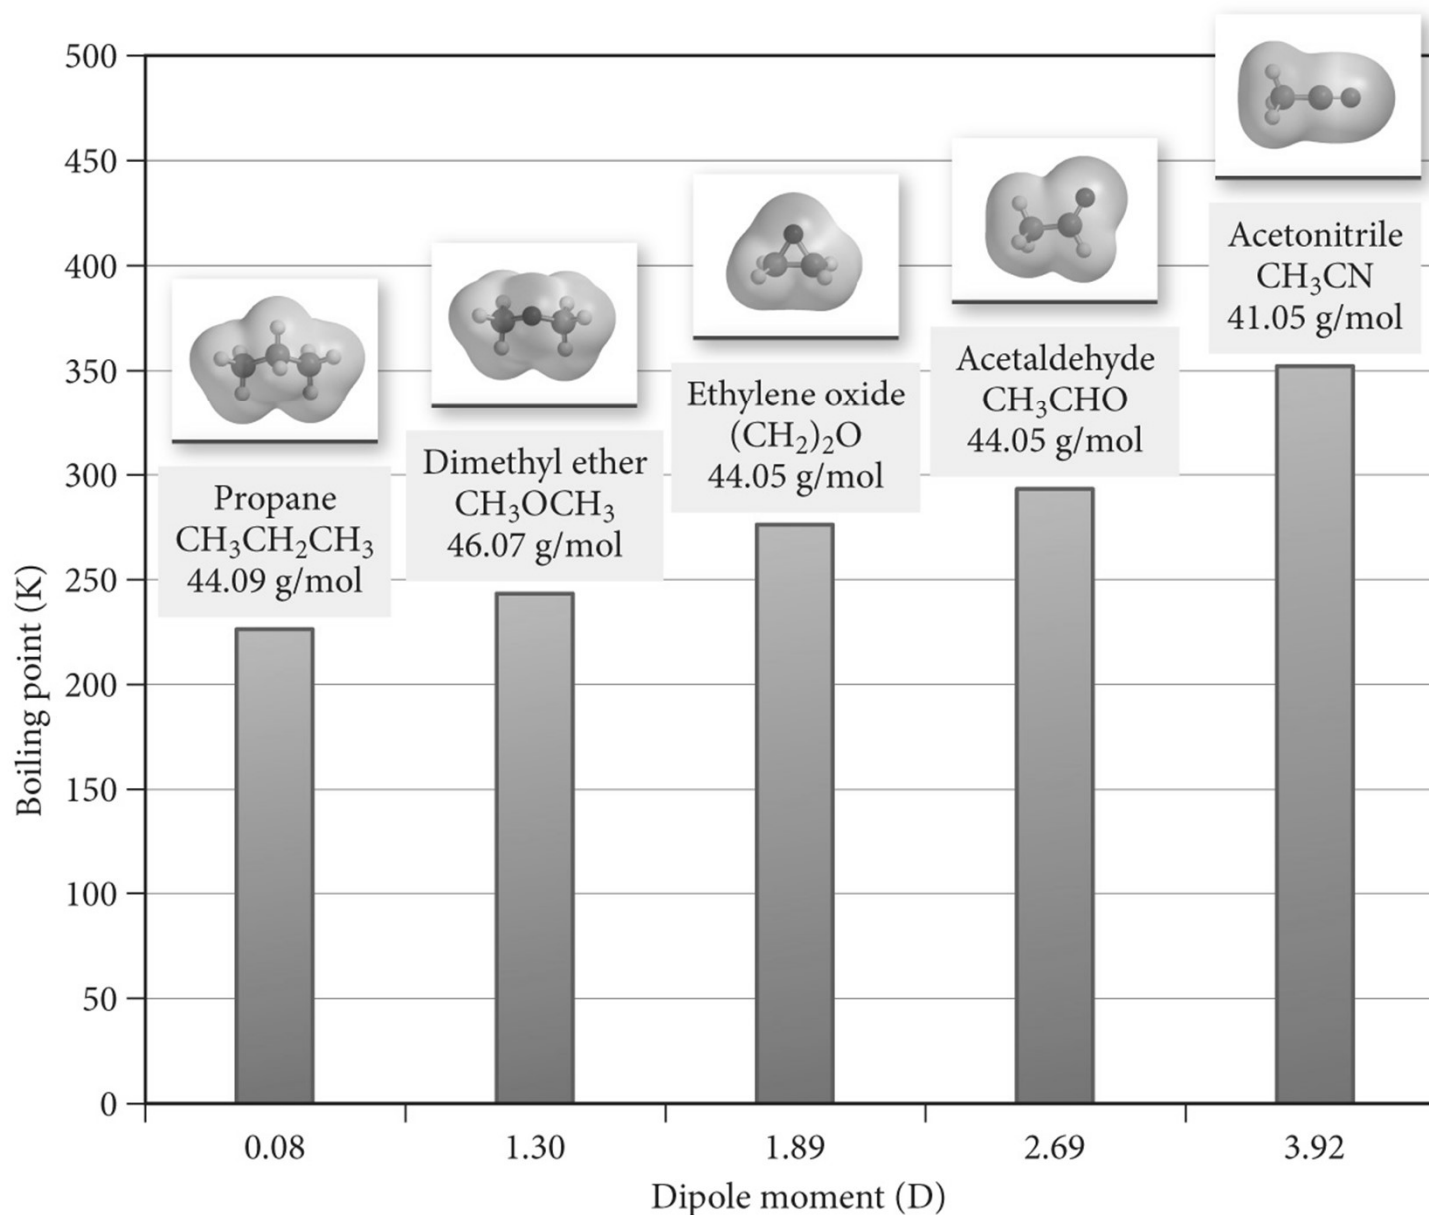 500
450
400
350
300
250
200
150
100
50
0
Boiling point (K)
Propane
CH₃CH₂CH₃
44.09 g/mol
Dimethyl ether
CH₃OCH₃
46.07 g/mol
Ethylene oxide
(CH₂)₂O
44.05 g/mol
Acetaldehyde
CH₃CHO
44.05 g/mol
Acetonitrile
CH₃CN
41.05 g/mol
0.08
1.30
1.89
2.69
3.92
Dipole moment (D)